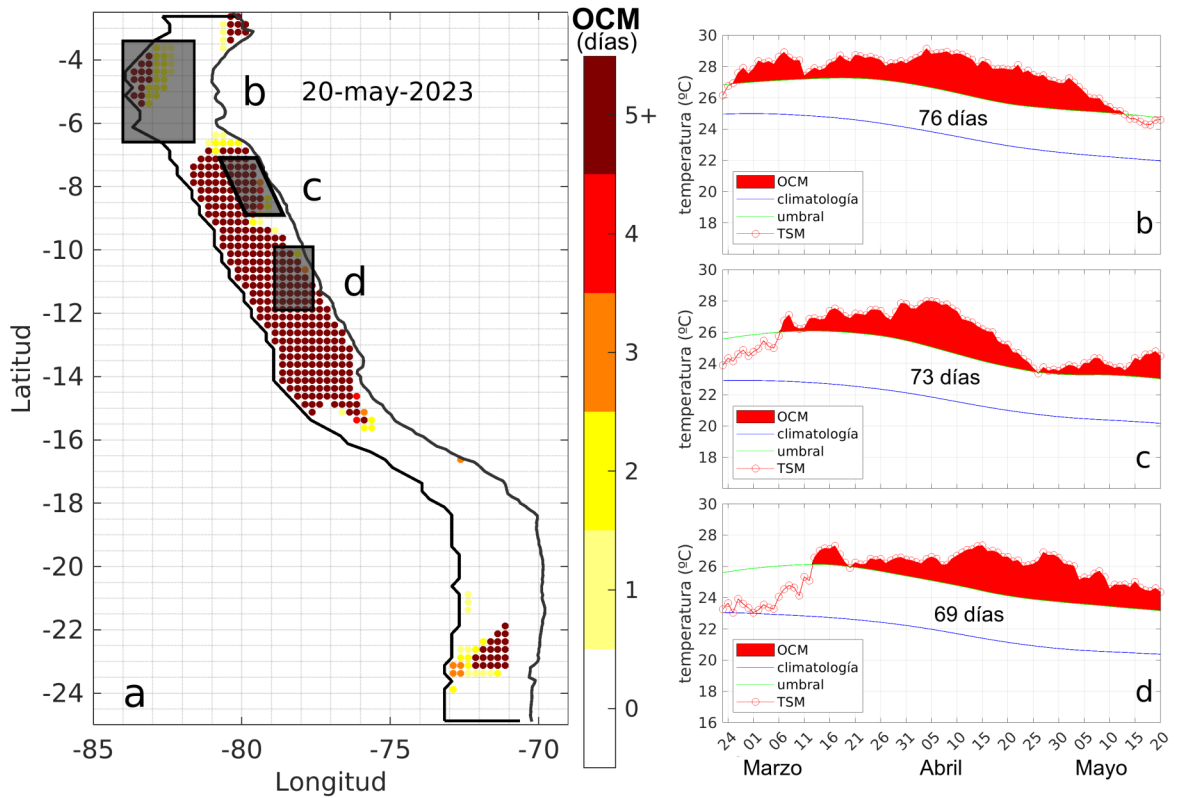 OCM
(días)
-4
-6
-8
-10
-12
-14
-16
-18
-20
-22
-24
Latitud
-85
-80
-75
-70
Longitud
20-may-2023
b
c
d
a
5+
4
3
2
1
0
30
28
26
24
22
20
18
temperatura (ºC)
76 días
OCM
climatología
umbral
TSM
b
30
28
26
24
22
20
18
temperatura (ºC)
73 días
OCM
climatología
umbral
TSM
c
30
28
26
24
22
20
18
16
temperatura (ºC)
69 días
OCM
climatología
umbral
TSM
d
24 01 06 11 16 21 26 31 05 10 15 20 25 30 05 10 15 20
Marzo Abril Mayo